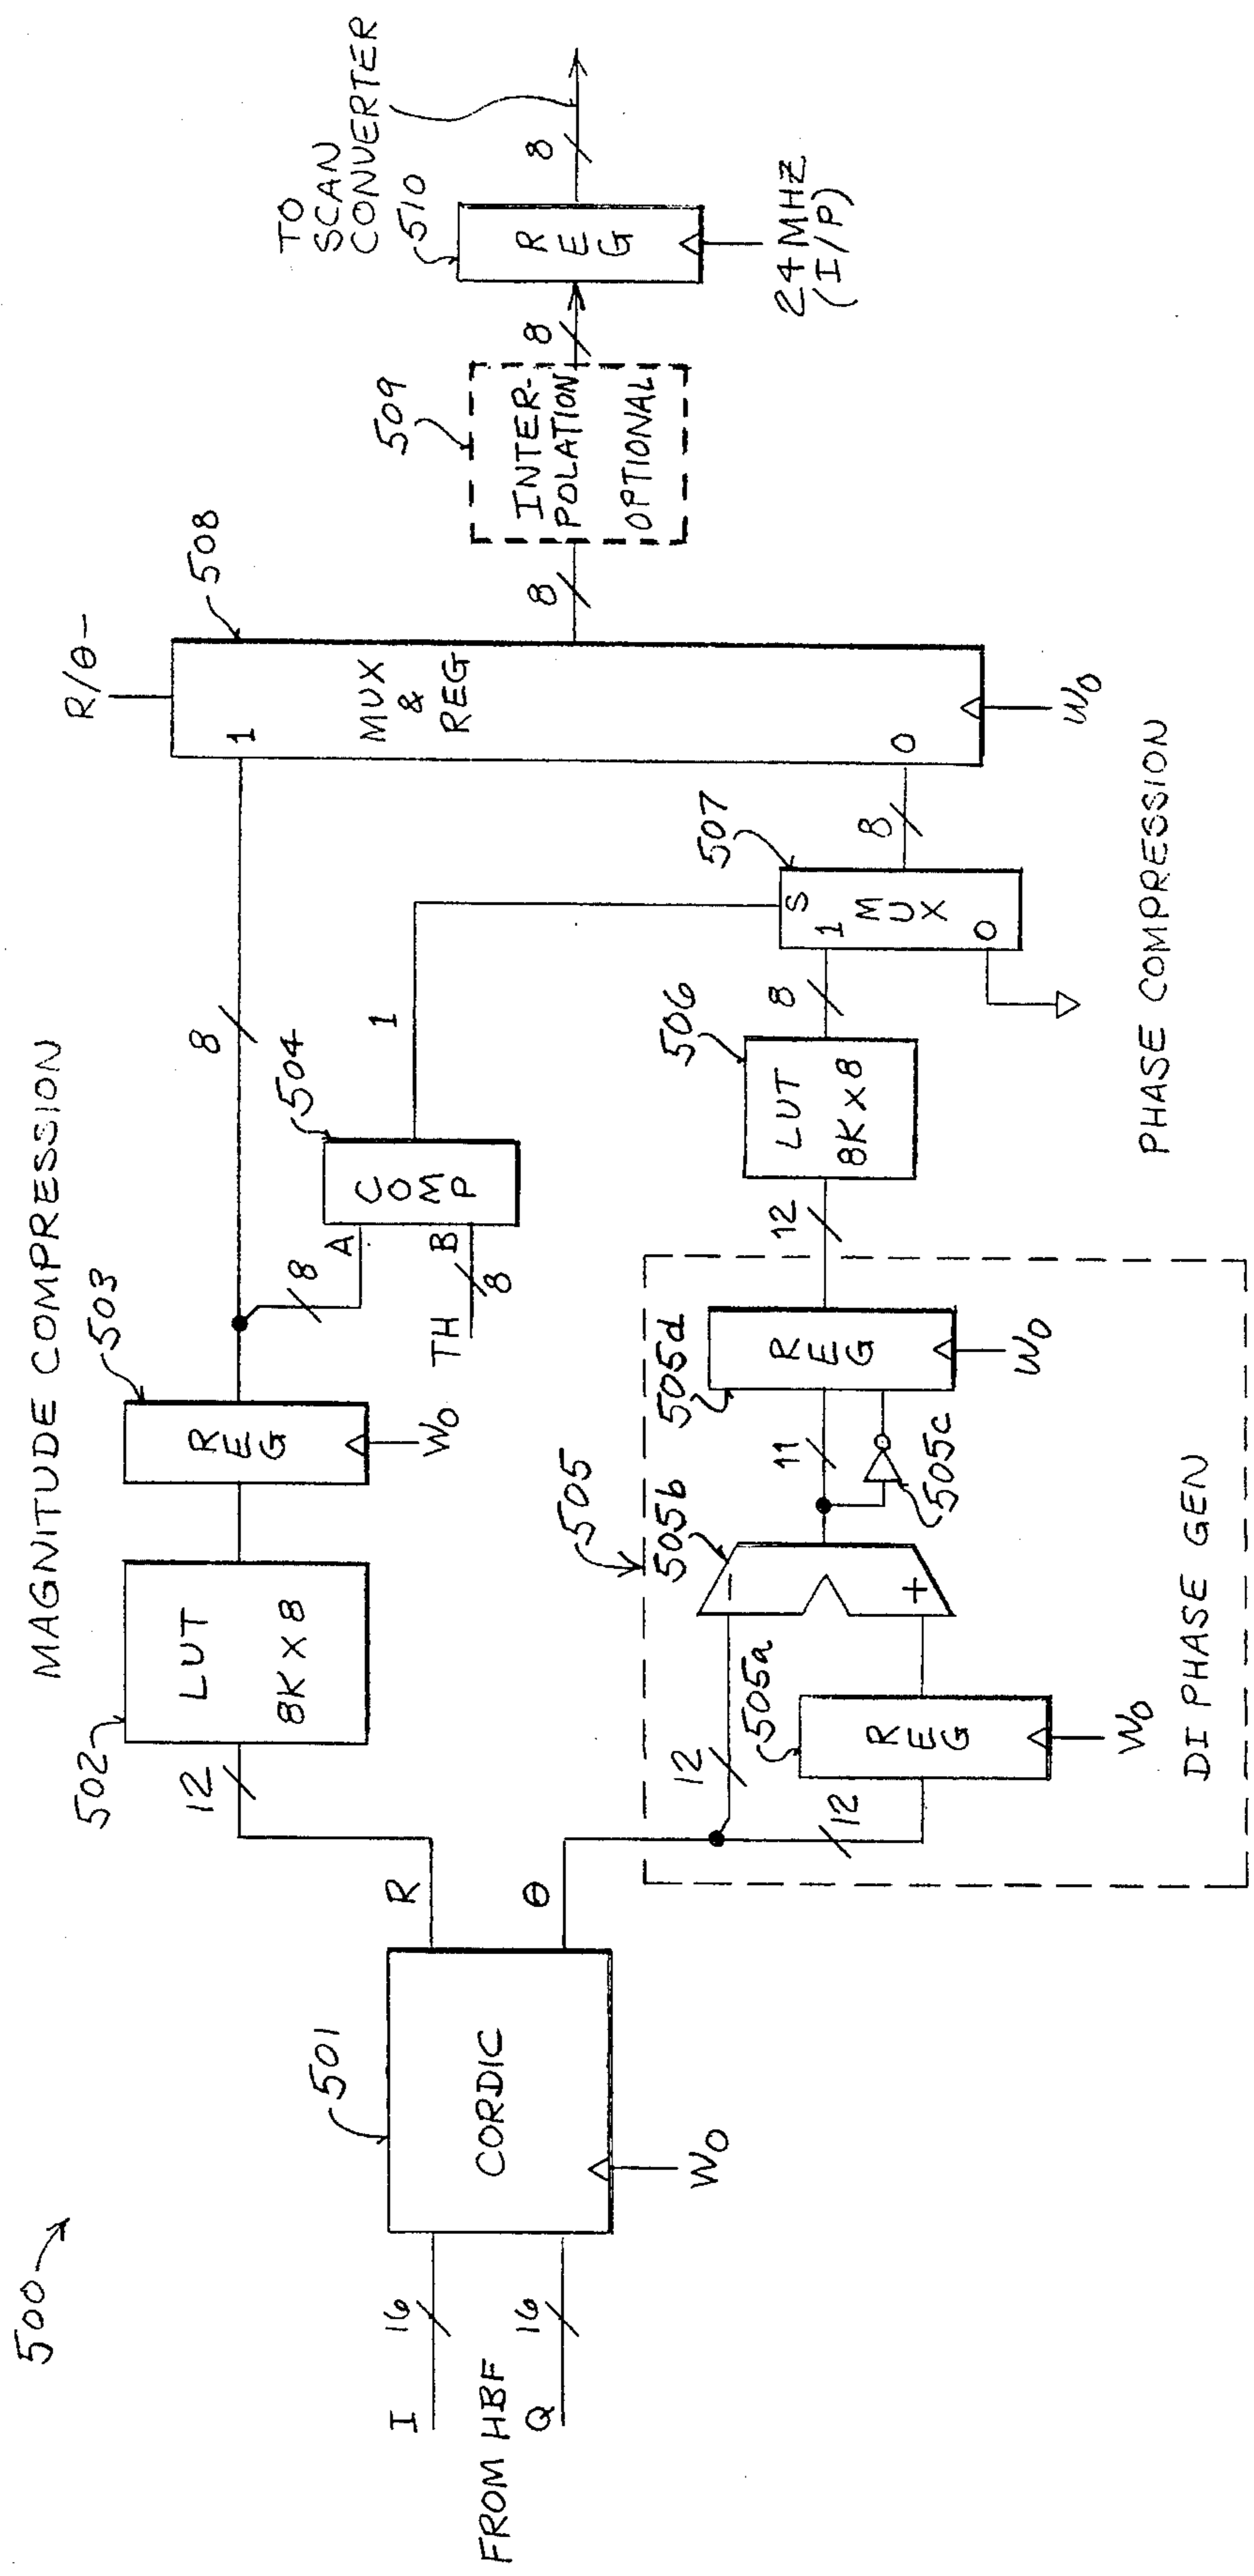 500
MAGNITUDE COMPRESSION
I
16
FROM HBF
Q
16
501
CORDIC
W0
R
θ
12
502
LUT
8K X 8
503
REG
W0
8
8
A
B
TH
8
504
COMP
1
505
12
12
505a
REG
W0
505b
−
+
11
505c
505d
REG
W0
DI PHASE GEN
12
506
LUT
8K X 8
8
507
S
1
MUX
0
8
PHASE COMPRESSION
R/θ-
508
1
MUX
&
REG
0
W0
8
509
INTER-
POLATION
OPTIONAL
8
510
REG
24 MHZ
(I/P)
8
TO
SCAN
CONVERTER